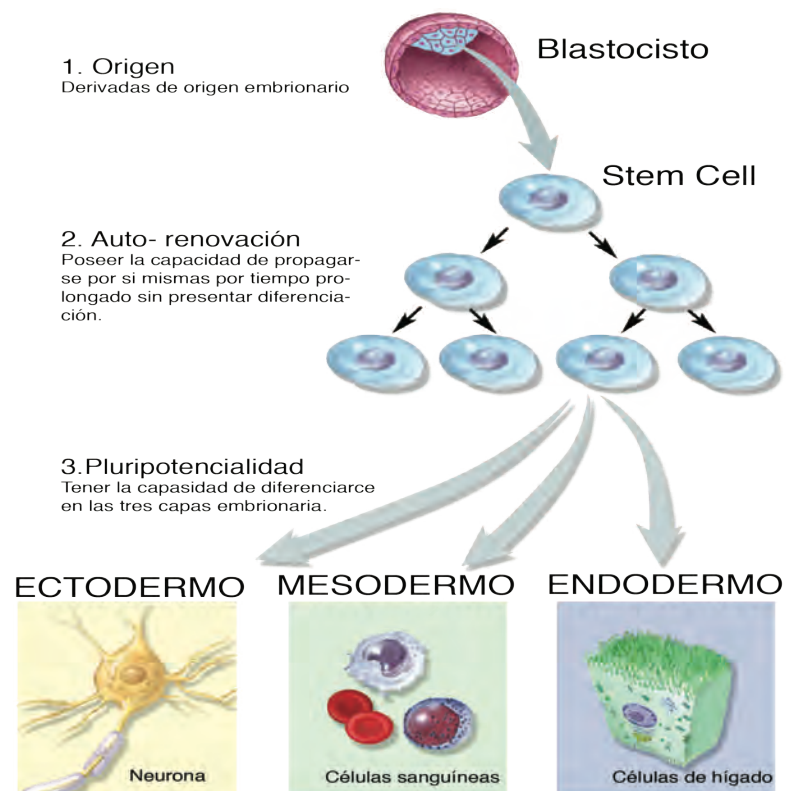 Blastocisto
1. Origen
Derivadas de origen embrionario
Stem Cell
2. Auto- renovación
Poseer la capacidad de propagar-
se por si mismas por tiempo pro-
longado sin presentar diferencia-
ción.
3.Pluripotencialidad
Tener la capasidad de diferenciarce
en las tres capas embrionaria.
ECTODERMO MESODERMO ENDODERMO
Neurona
Células sanguíneas
Células de hígado